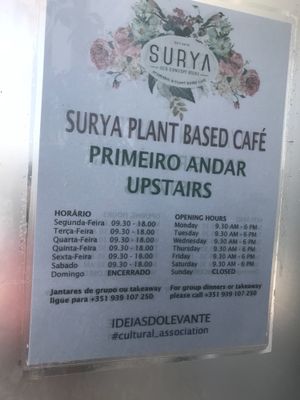 SURYA
SURYA PLANT BASED CAFÉ
PRIMEIRO ANDAR
UPSTAIRS
HORÁRIO
Segunda-Feira 09.30 - 18.00
Terça-Feira 09.30 - 18.00
Quarta-Feira 09.30 - 18.00
Quinta-Feira 09.30 - 18.00
Sexta-Feira 09.30 - 18.00
Sabado 09.30 - 18.00
Domingo ENCERRADO
Jantares de grupo ou takeaway
ligue para +351 939 107 250
OPENING HOURS
Monday 9.30 AM - 6 PM
Tuesday 9.30 AM - 6 PM
Wednesday 9.30 AM - 6 PM
Thursday 9.30 AM - 6 PM
Friday 9.30 AM - 6 PM
Saturday 9.30 AM - 6 PM
Sunday CLOSED
For group dinners or takeaway
please call +351 939 107 250
IDEIASDOLEVANTE
#cultural_association